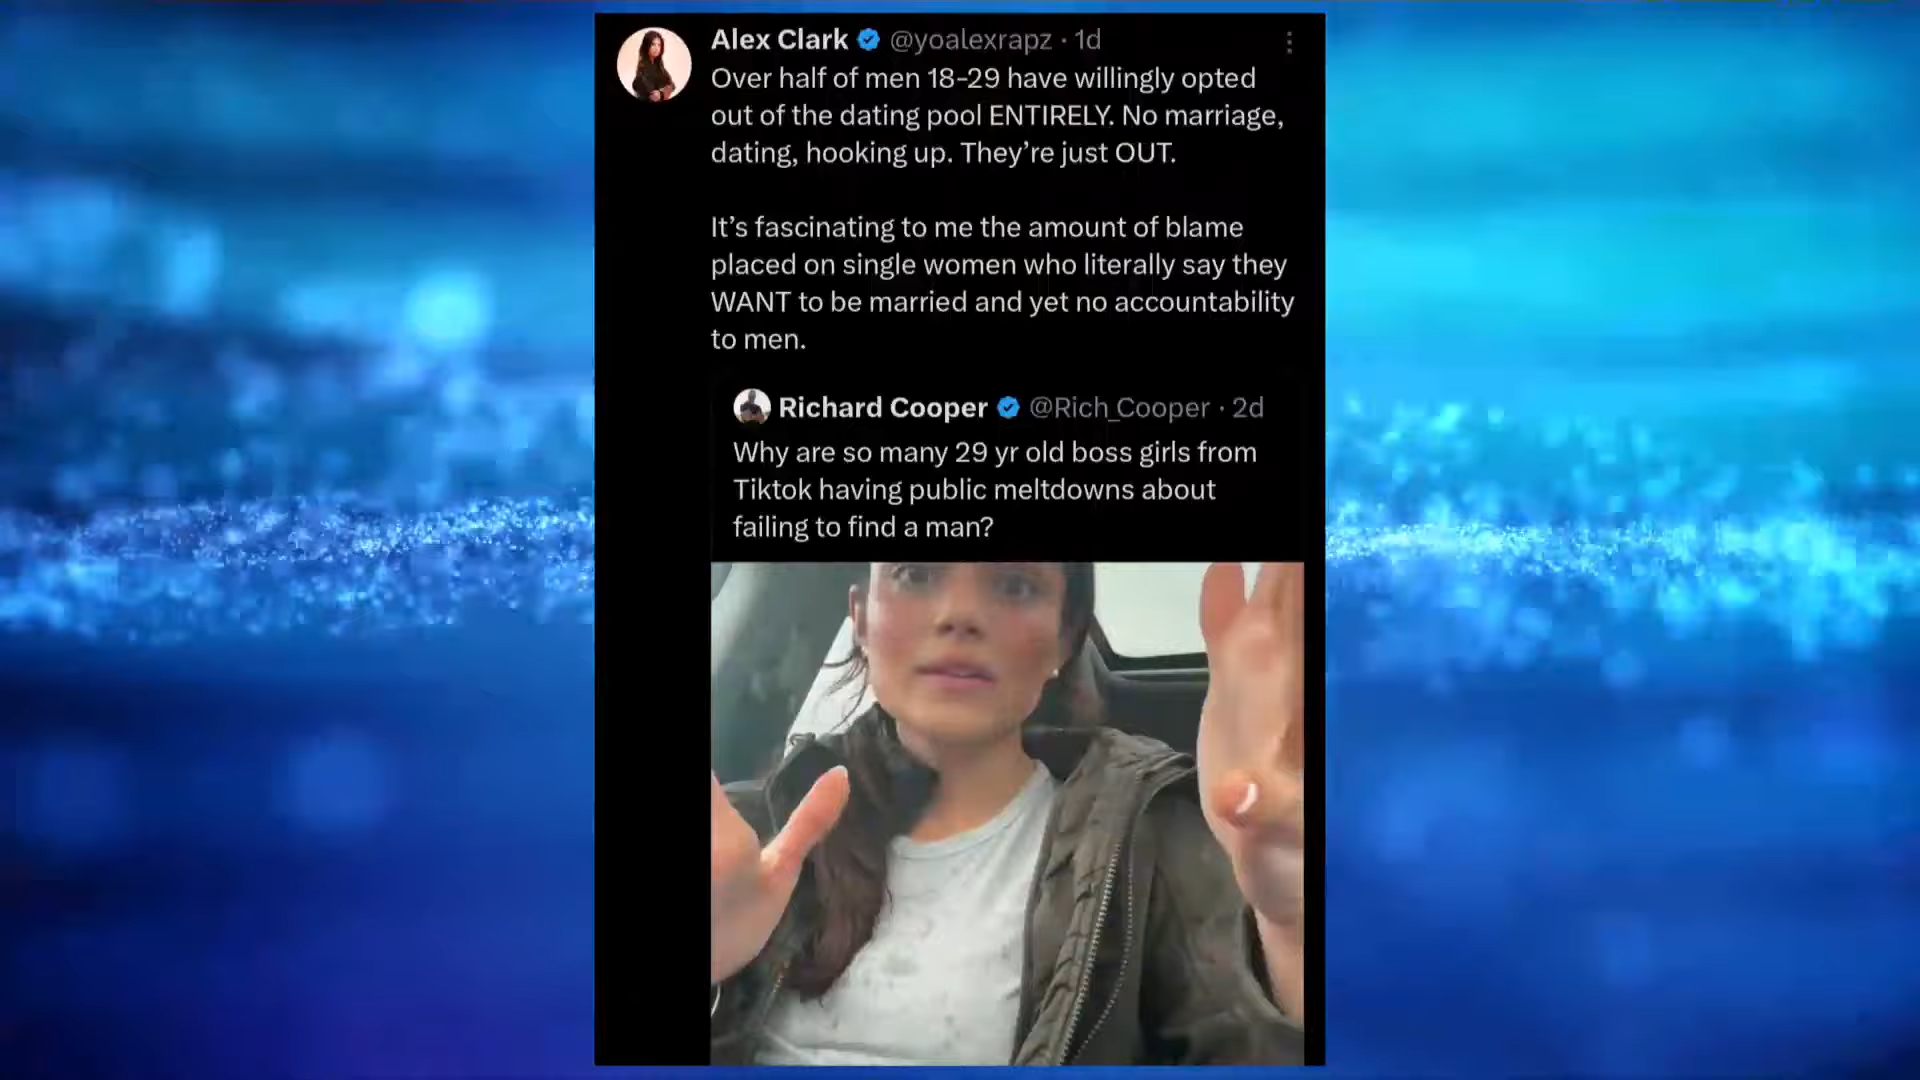 Alex Clark @yoalexrapz · 1d
Over half of men 18-29 have willingly opted
out of the dating pool ENTIRELY. No marriage,
dating, hooking up. They’re just OUT.
It’s fascinating to me the amount of blame
placed on single women who literally say they
WANT to be married and yet no accountability
to men.
Richard Cooper @Rich_Cooper · 2d
Why are so many 29 yr old boss girls from
Tiktok having public meltdowns about
failing to find a man?